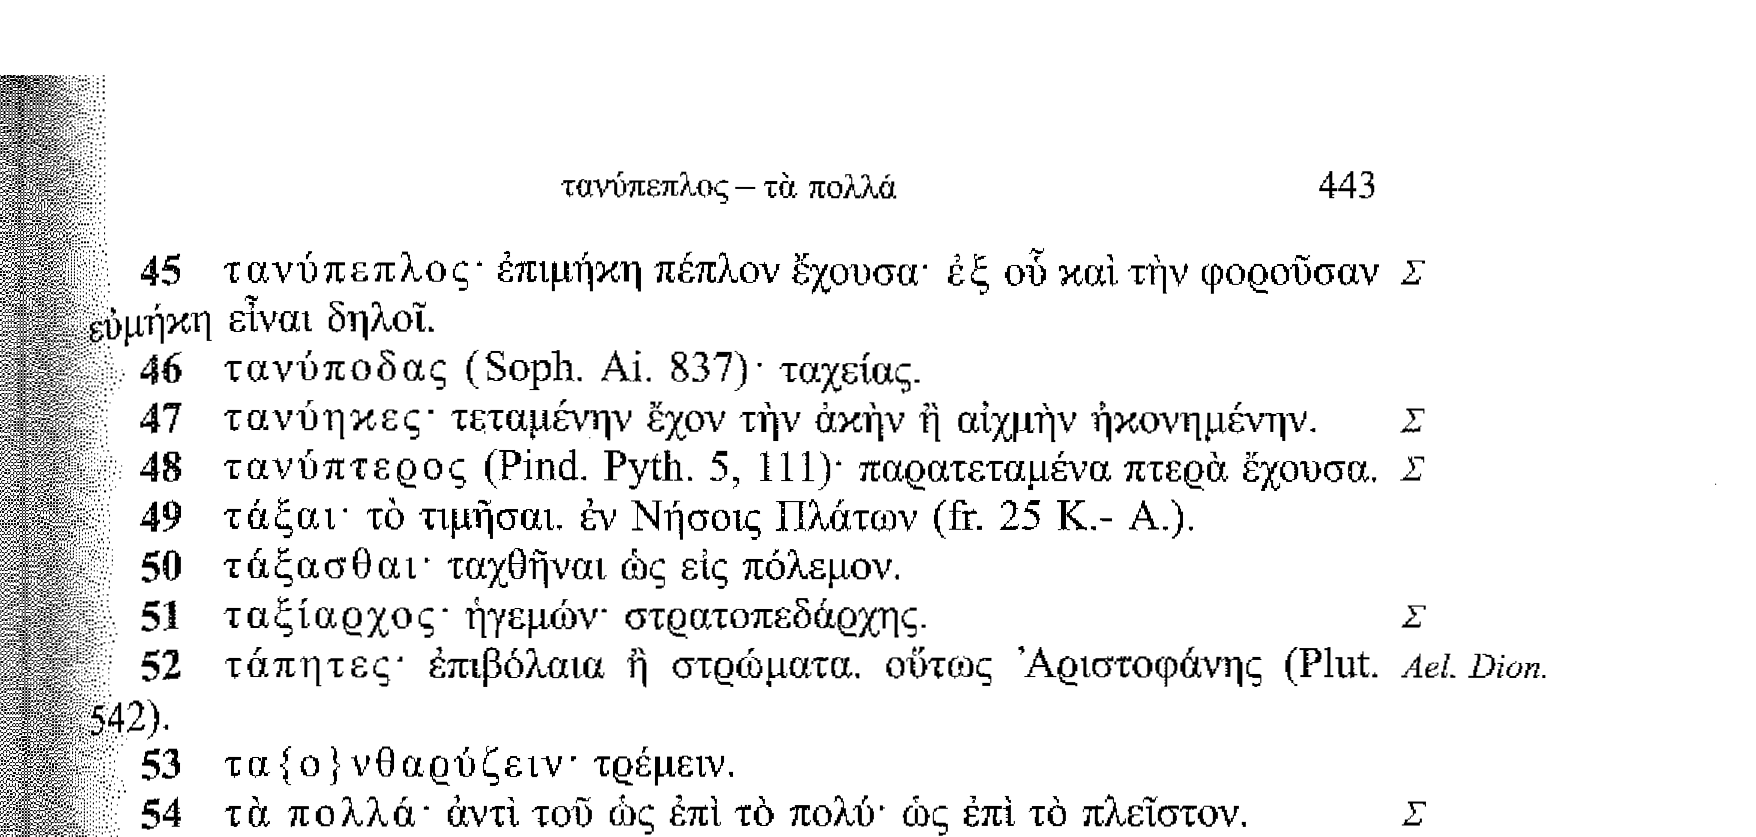 τανύπεπλος – τὰ πολλά 443
45 τανύπεπλος· ἐπιμήκη πέπλον ἔχουσα· ἐξ οὗ καὶ τὴν φοροῦσαν Σ
εὐμήκη εἶναι δηλοῖ.
46 τανύποδας (Soph. Ai. 837)· ταχείας.
47 τανύηκες· τεταμένην ἔχον τὴν ἀκὴν ἢ αἰχμὴν ἠκονημένην. Σ
48 τανύπτερος (Pind. Pyth. 5, 111)· παρατεταμένα πτερὰ ἔχουσα. Σ
49 τάξαι· τὸ τιμῆσαι. ἐν Νήσοις Πλάτων (fr. 25 K.- A.).
50 τάξασθαι· ταχθῆναι ὡς εἰς πόλεμον.
51 ταξίαρχος· ἡγεμών· στρατοπεδάρχης. Σ
52 τάπητες· ἐπιβόλαια ἢ στρώματα. οὕτως Ἀριστοφάνης (Plut. Ael. Dion.
542).
53 τα{ο}νθαρύζειν· τρέμειν.
54 τὰ πολλά· ἀντὶ τοῦ ὡς ἐπὶ τὸ πολύ· ὡς ἐπὶ τὸ πλεῖστον. Σ